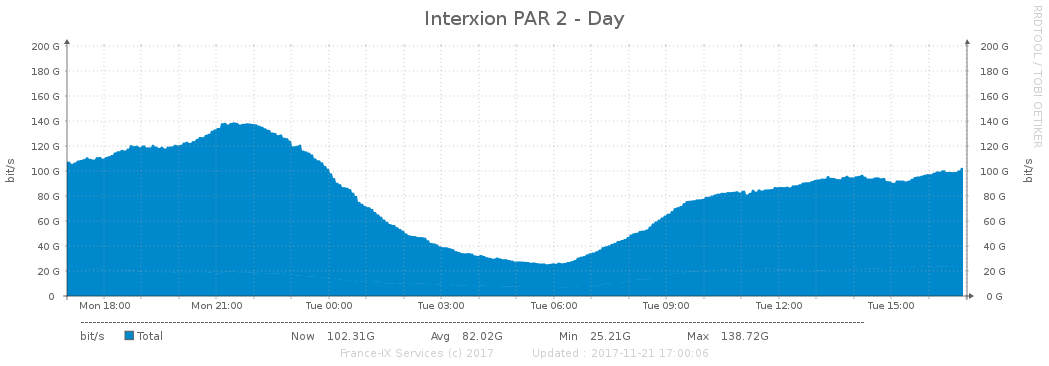 Interxion PAR 2 - Day
RRDTOOL / TOBI OETIKER
bit/s
bit/s
200 G 200 G
180 G 180 G
160 G 160 G
140 G 140 G
120 G 120 G
100 G 100 G
80 G 80 G
60 G 60 G
40 G 40 G
20 G 20 G
0 0 G
Mon 18:00 Mon 21:00 Tue 00:00 Tue 03:00 Tue 06:00 Tue 09:00 Tue 12:00 Tue 15:00
bit/s Total Now 102.31G Avg 82.02G Min 25.21G Max 138.72G
France-IX Services (c) 2017 Updated : 2017-11-21 17:00:06